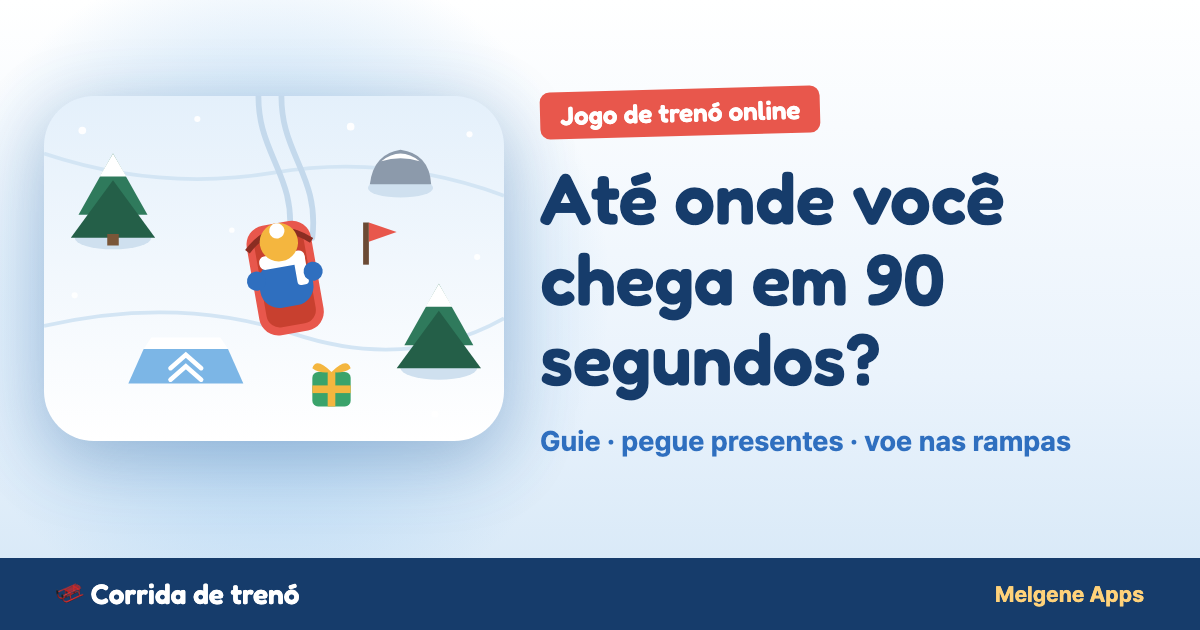 Jogo de trenó online
Até onde você
chega em 90
segundos?
Guie · pegue presentes · voe nas rampas
Corrida de trenó
Melgene Apps